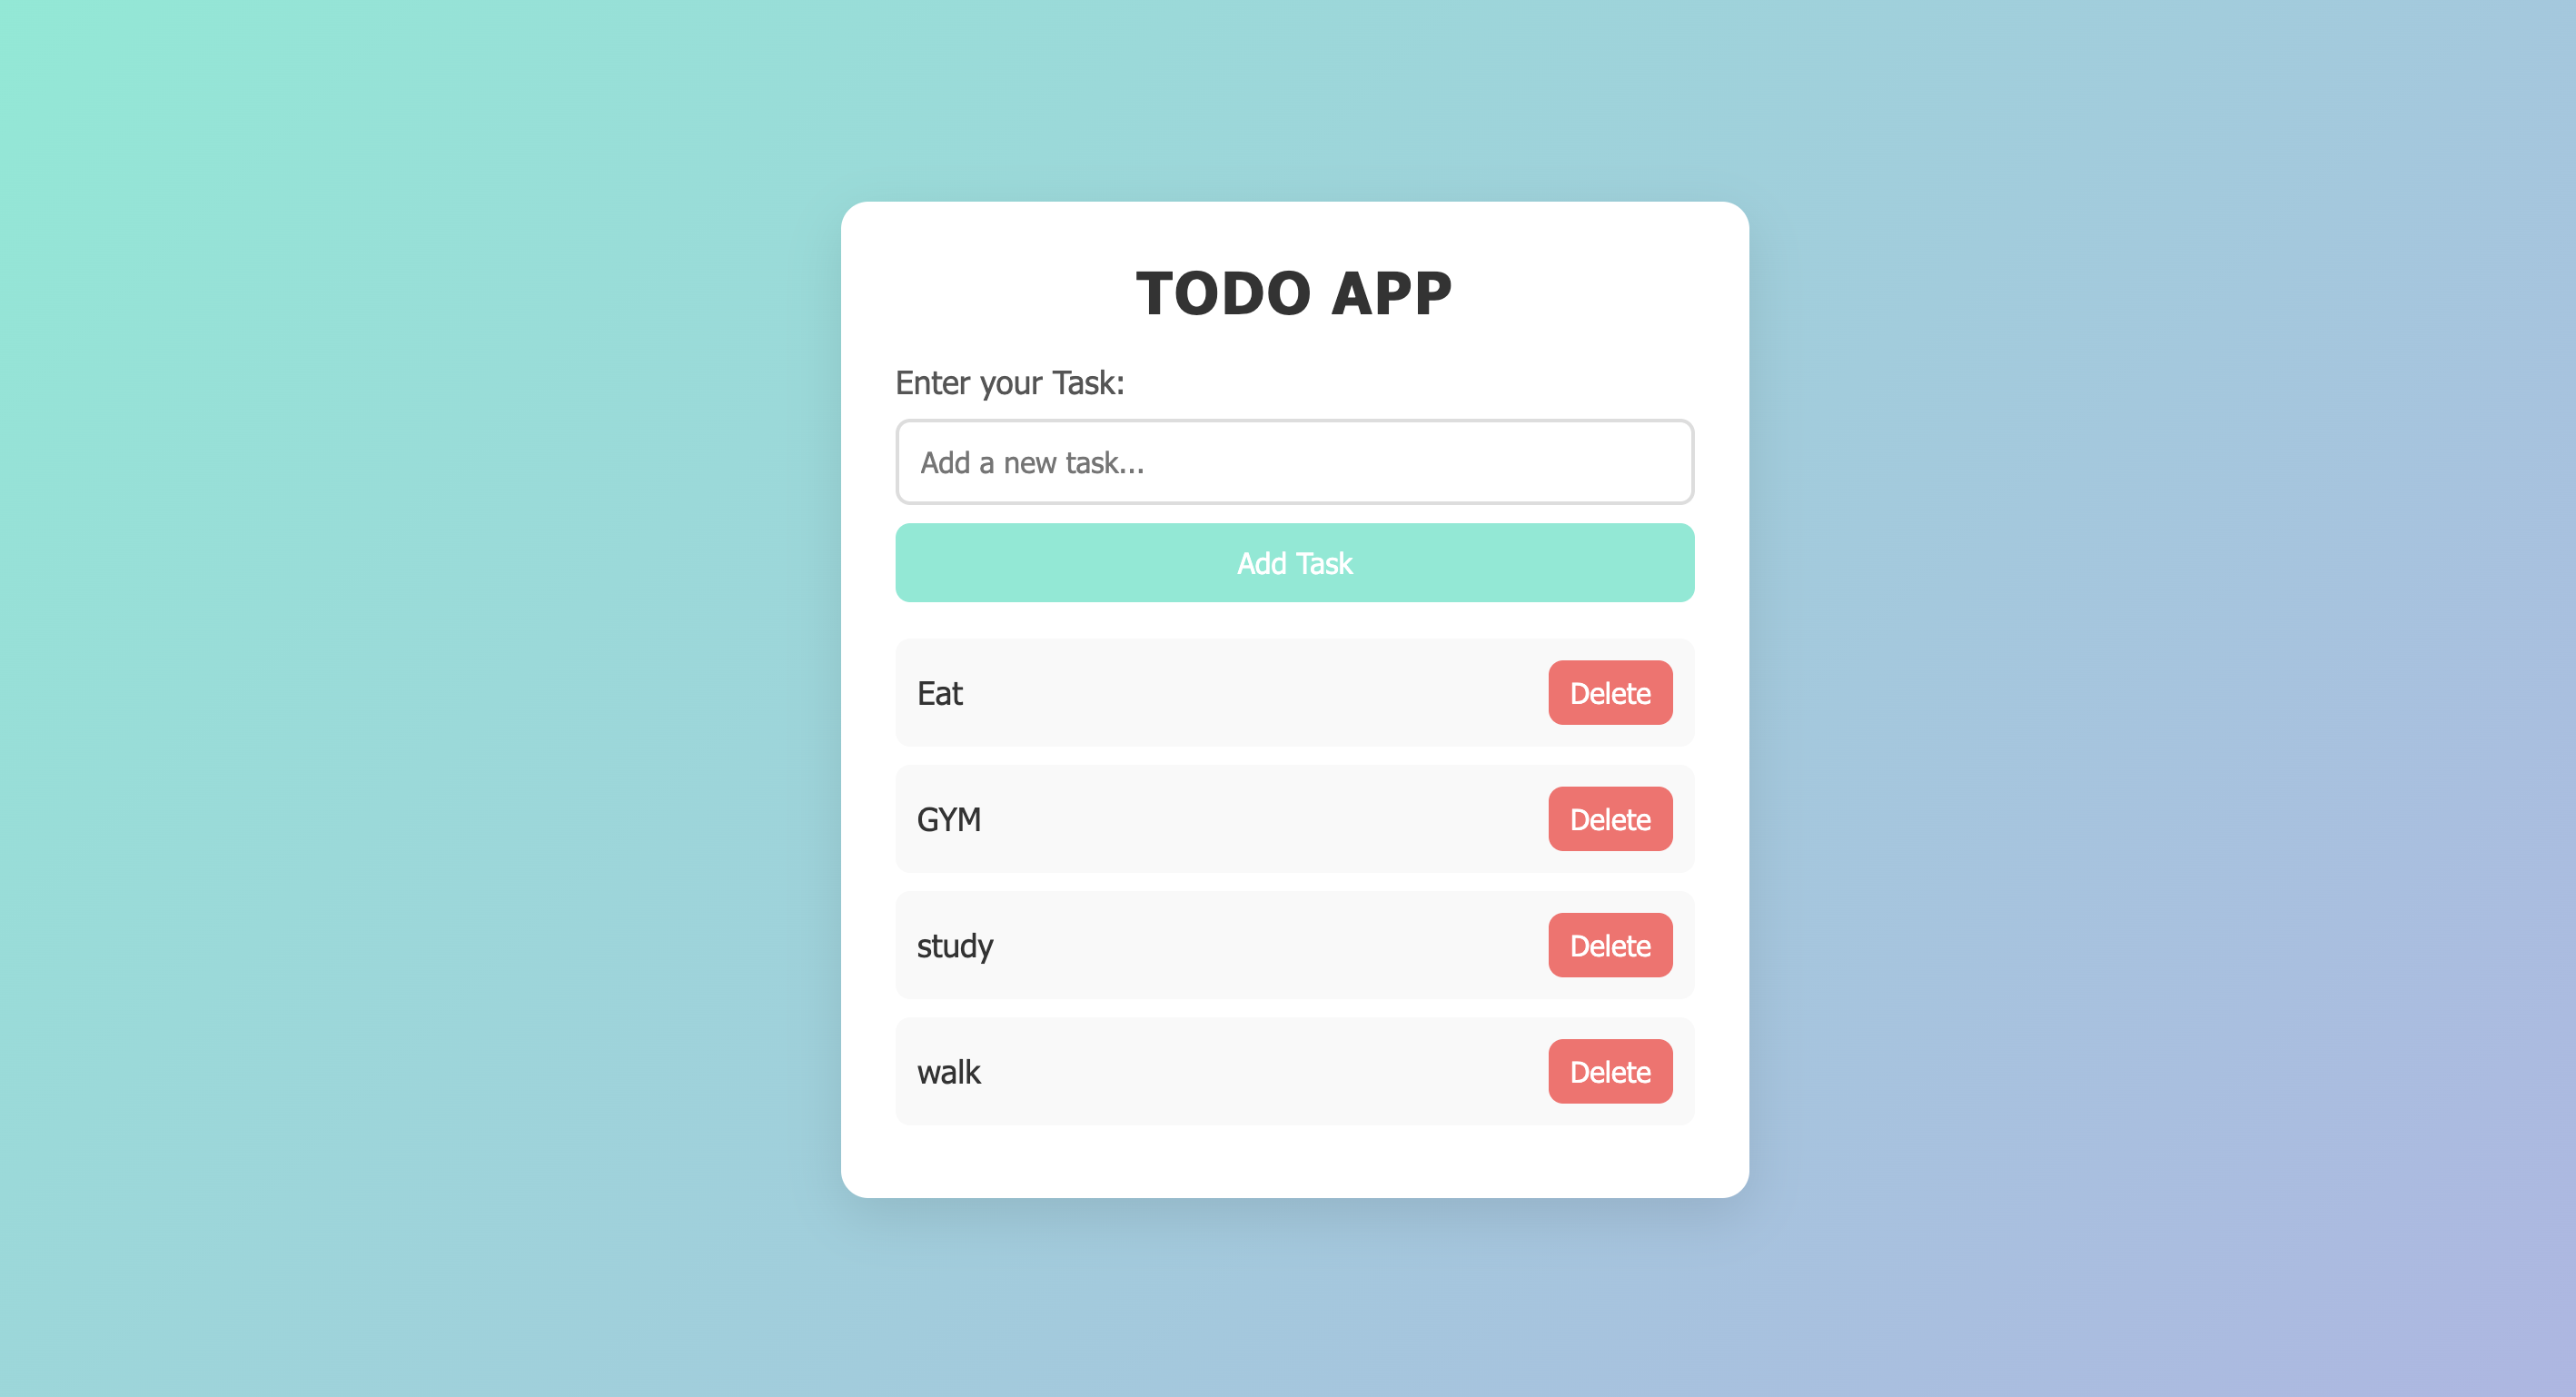 TODO APP
Enter your Task:
Add a new task...
Add Task
Eat
Delete
GYM
Delete
study
Delete
walk
Delete